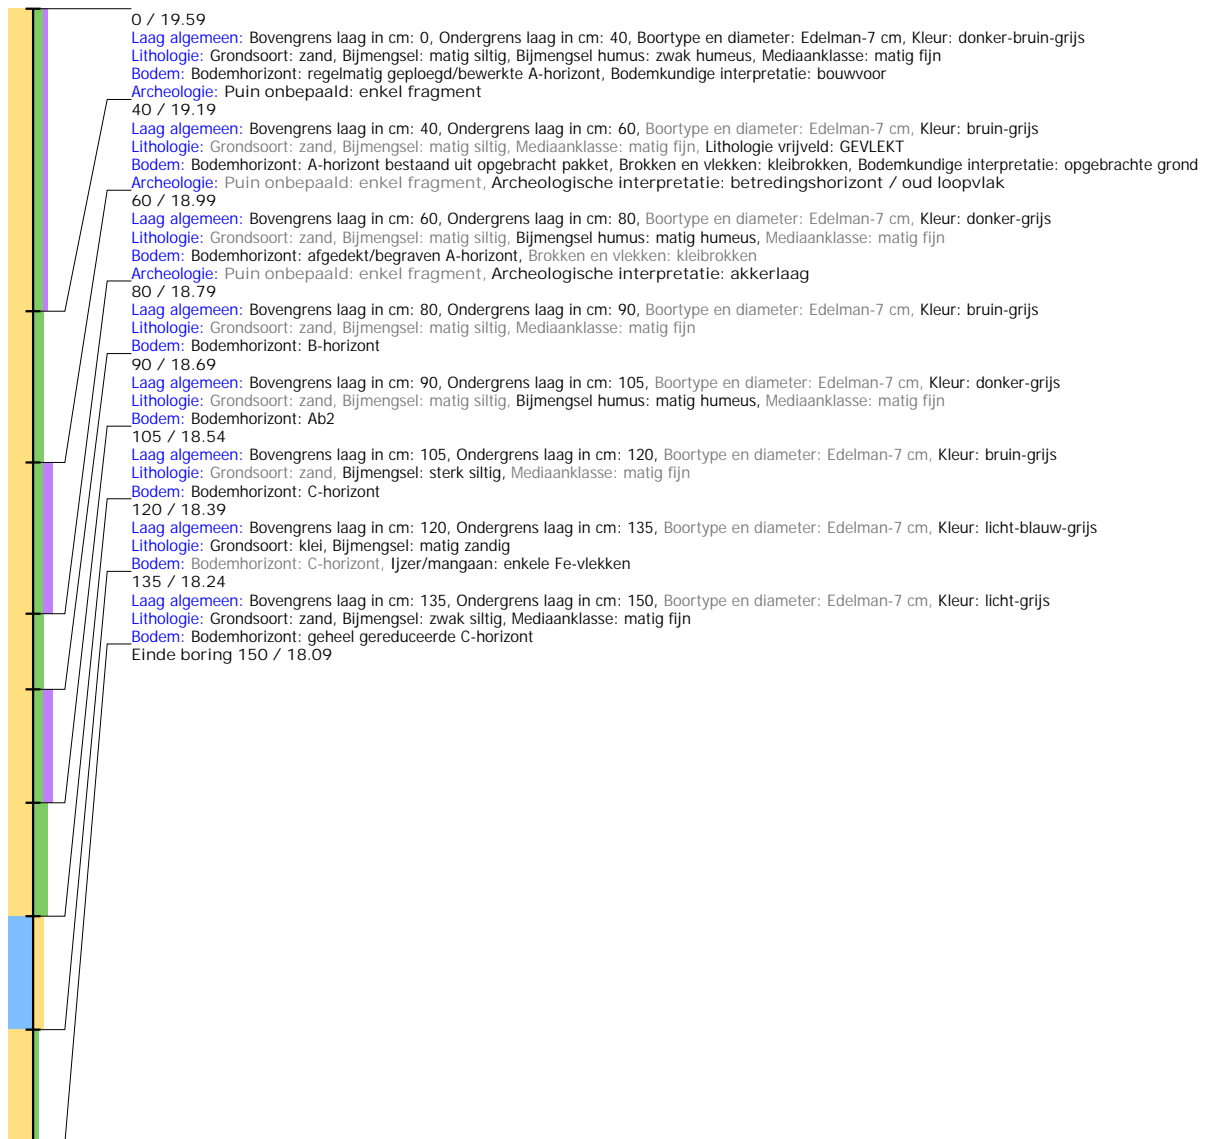 0 / 19.59
Laag algemeen: Bovengrens laag in cm: 0, Ondergrens laag in cm: 40, Boortype en diameter: Edelman-7 cm, Kleur: donker-bruin-grijs
Lithologie: Grondsoort: zand, Bijmengsel: matig siltig, Bijmengsel humus: zwak humeus, Mediaanklasse: matig fijn
Bodem: Bodemhorizont: regelmatig geploegd/bewerkte A-horizont, Bodemkundige interpretatie: bouwvoor
Archeologie: Puin onbepaald: enkel fragment
40 / 19.19
Laag algemeen: Bovengrens laag in cm: 40, Ondergrens laag in cm: 60, Boortype en diameter: Edelman-7 cm, Kleur: bruin-grijs
Lithologie: Grondsoort: zand, Bijmengsel: matig siltig, Mediaanklasse: matig fijn, Lithologie vrijveld: GEVLEKT
Bodem: Bodemhorizont: A-horizont bestaand uit opgebracht pakket, Brokken en vlekken: kleibrokken, Bodemkundige interpretatie: opgebrachte grond
Archeologie: Puin onbepaald: enkel fragment, Archeologische interpretatie: betredingshorizont / oud loopvlak
60 / 18.99
Laag algemeen: Bovengrens laag in cm: 60, Ondergrens laag in cm: 80, Boortype en diameter: Edelman-7 cm, Kleur: donker-grijs
Lithologie: Grondsoort: zand, Bijmengsel: matig siltig, Bijmengsel humus: matig humeus, Mediaanklasse: matig fijn
Bodem: Bodemhorizont: afgedekt/begraven A-horizont, Brokken en vlekken: kleibrokken
Archeologie: Puin onbepaald: enkel fragment, Archeologische interpretatie: akkerlaag
80 / 18.79
Laag algemeen: Bovengrens laag in cm: 80, Ondergrens laag in cm: 90, Boortype en diameter: Edelman-7 cm, Kleur: bruin-grijs
Lithologie: Grondsoort: zand, Bijmengsel: matig siltig, Mediaanklasse: matig fijn
Bodem: Bodemhorizont: B-horizont
90 / 18.69
Laag algemeen: Bovengrens laag in cm: 90, Ondergrens laag in cm: 105, Boortype en diameter: Edelman-7 cm, Kleur: donker-grijs
Lithologie: Grondsoort: zand, Bijmengsel: matig siltig, Bijmengsel humus: matig humeus, Mediaanklasse: matig fijn
Bodem: Bodemhorizont: Ab2
105 / 18.54
Laag algemeen: Bovengrens laag in cm: 105, Ondergrens laag in cm: 120, Boortype en diameter: Edelman-7 cm, Kleur: bruin-grijs
Lithologie: Grondsoort: zand, Bijmengsel: sterk siltig, Mediaanklasse: matig fijn
Bodem: Bodemhorizont: C-horizont
120 / 18.39
Laag algemeen: Bovengrens laag in cm: 120, Ondergrens laag in cm: 135, Boortype en diameter: Edelman-7 cm, Kleur: licht-blauw-grijs
Lithologie: Grondsoort: klei, Bijmengsel: matig zandig
Bodem: Bodemhorizont: C-horizont, Ijzer/mangaan: enkele Fe-vlekken
135 / 18.24
Laag algemeen: Bovengrens laag in cm: 135, Ondergrens laag in cm: 150, Boortype en diameter: Edelman-7 cm, Kleur: licht-grijs
Lithologie: Grondsoort: zand, Bijmengsel: zwak siltig, Mediaanklasse: matig fijn
Bodem: Bodemhorizont: geheel gereduceerde C-horizont
Einde boring 150 / 18.09